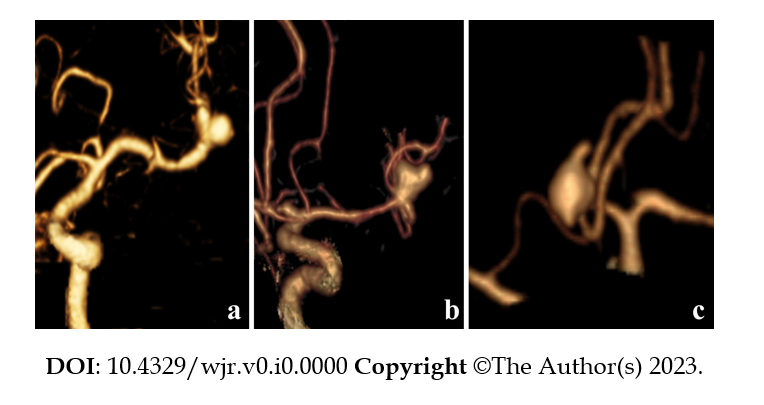 a
b
c
DOI: 10.4329/wjr.v0.i0.0000 Copyright ©The Author(s) 2023.